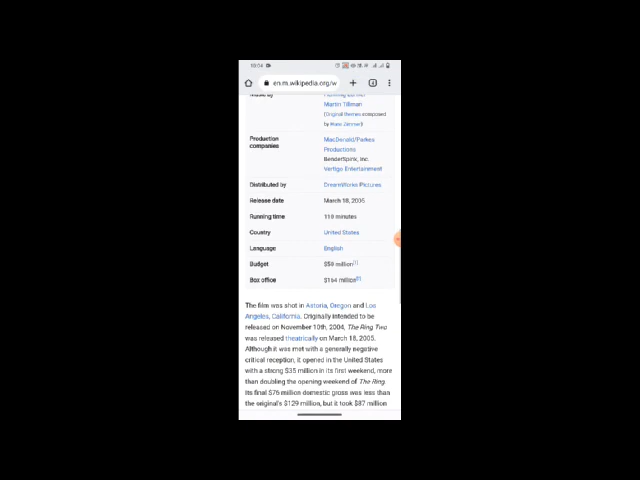 10:54
en.m.wikipedia.org/w
Music by
Martin Tillman
(Original themes composed
by Hans Zimmer)
Production
companies
MacDonald/Parkes
Productions
BenderSpink, Inc.
Vertigo Entertainment
Distributed by DreamWorks Pictures
Release date March 18, 2005
Running time 110 minutes
Country United States
Language English
Budget $50 million[1]
Box office $164 million
The film was shot in Astoria, Oregon and Los
Angeles, California. Originally intended to be
released on November 10th, 2004, The Ring Two
was released theatrically on March 18, 2005.
Although it was met with a generally negative
critical reception, it opened in the United States
with a strong $35 million in its first weekend, more
than doubling the opening weekend of The Ring.
Its final $76 million domestic gross was less than
the original's $129 million, but it took $87 million